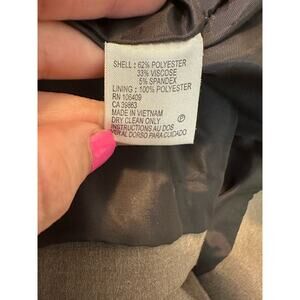 SHELL : 62% POLYESTER
33% VISCOSE
5% SPANDEX
LINING : 100% POLYESTER
RN 106409
CA 39863
MADE IN VIETNAM
DRY CLEAN ONLY Ⓟ
INSTRUCTIONS AU DOS
VER AL DORSO PARA CUIDADO